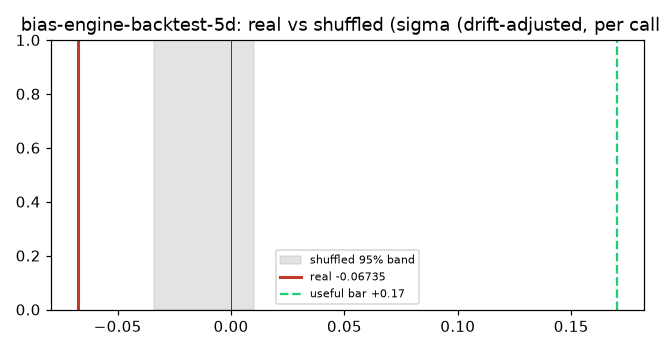 bias-engine-backtest-5d: real vs shuffled (sigma (drift-adjusted, per call
1.0
0.8
0.6
0.4
0.2
0.0
shuffled 95% band
real -0.06735
useful bar +0.17
−0.05 0.00 0.05 0.10 0.15